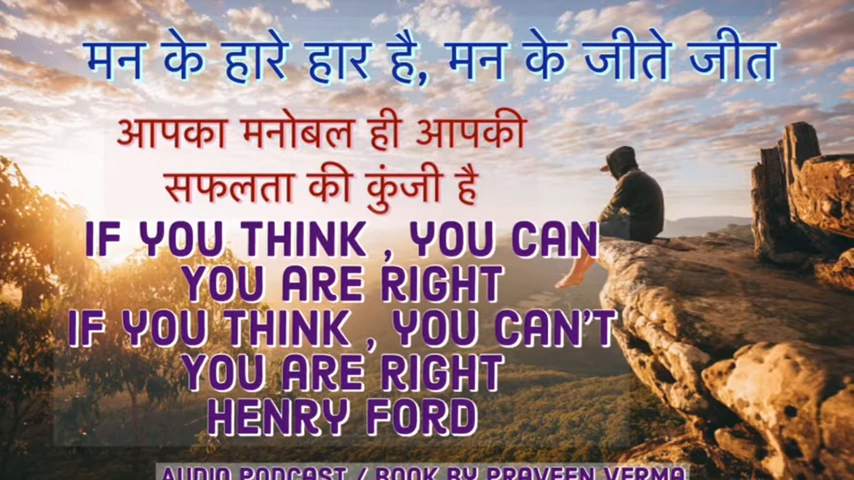 मन के हारे हार है, मन के जीते जीत
आपका मनोबल ही आपकी
सफलता की कुंजी है
IF YOU THINK , YOU CAN
YOU ARE RIGHT
IF YOU THINK , YOU CAN'T
YOU ARE RIGHT
HENRY FORD
AUDIO PODCAST / BOOK BY PRAVEEN VERMA